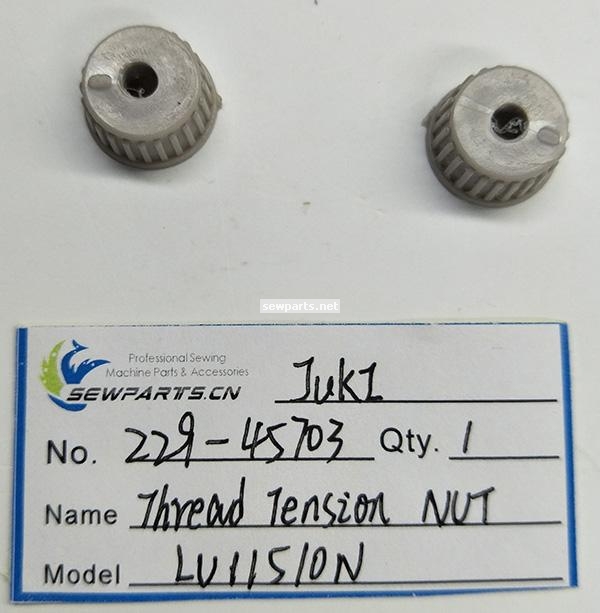 sewparts.net
Professional Sewing
Machine Parts & Accessories
SEWPARTS.CN
JUKI
No. 229-45703 Qty. 1
Name Thread Tension NUT
Model LU11510N